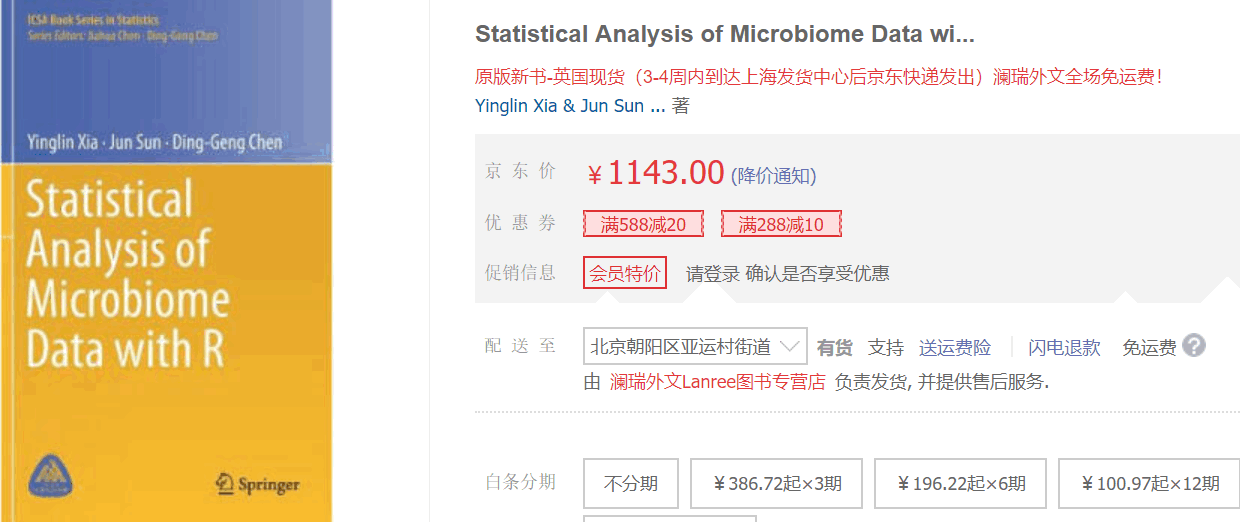 ICSA Book Series in Statistics
Series Editors: Jiahua Chen · Ding-Geng Chen
Yinglin Xia · Jun Sun · Ding-Geng Chen
Statistical
Analysis of
Microbiome
Data with R
Springer
Statistical Analysis of Microbiome Data wi...
原版新书-英国现货（3-4周内到达上海发货中心后京东快递发出）澜瑞外文全场免运费！
Yinglin Xia & Jun Sun ... 著
京东价 ￥1143.00 (降价通知)
优惠券 满588减20 满288减10
促销信息 会员特价 请登录 确认是否享受优惠
配送至 北京朝阳区亚运村街道 有货 支持 送运费险 闪电退款 免运费 ?
由 澜瑞外文Lanree图书专营店 负责发货, 并提供售后服务.
白条分期 不分期 ￥386.72起×3期 ￥196.22起×6期 ￥100.97起×12期